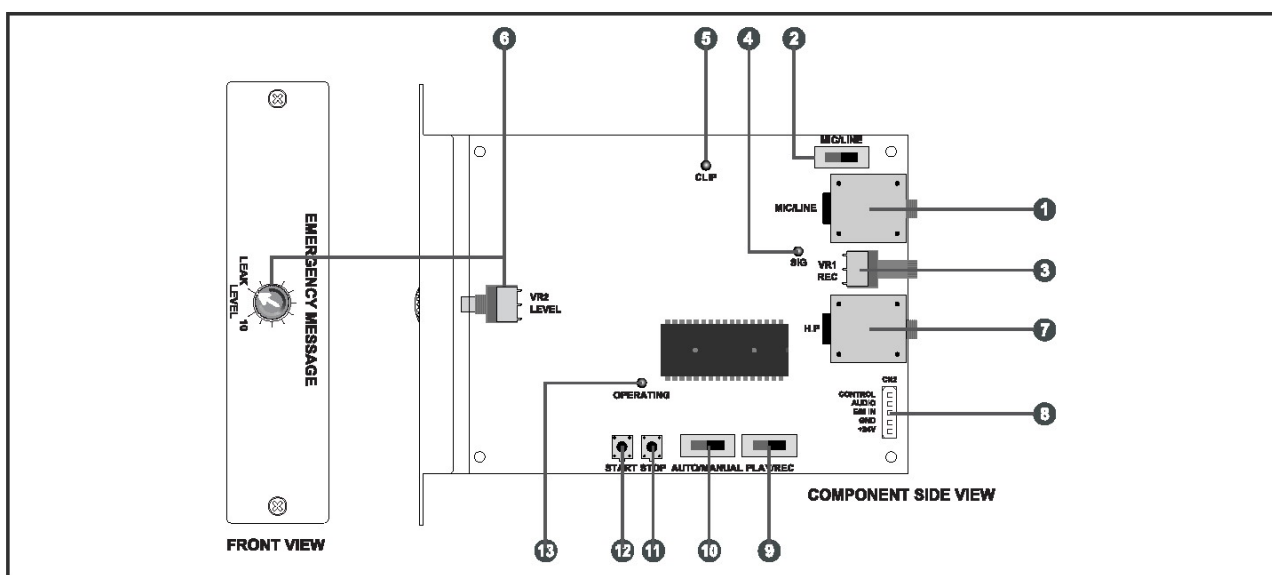 6
5
4
2
MIC/LINE
CLIP
MIC/LINE
1
EMERGENCY MESSAGE
LEAK
LEVEL
10
SIG
VR1
REC
3
VR2
LEVEL
H.P
7
13
OPERATING
CN2
CONTROL
AUDIO
EM IN
GND
+24V
8
START STOP AUTO/MANUAL PLAY/REC
COMPONENT SIDE VIEW
FRONT VIEW
12
11
10
9